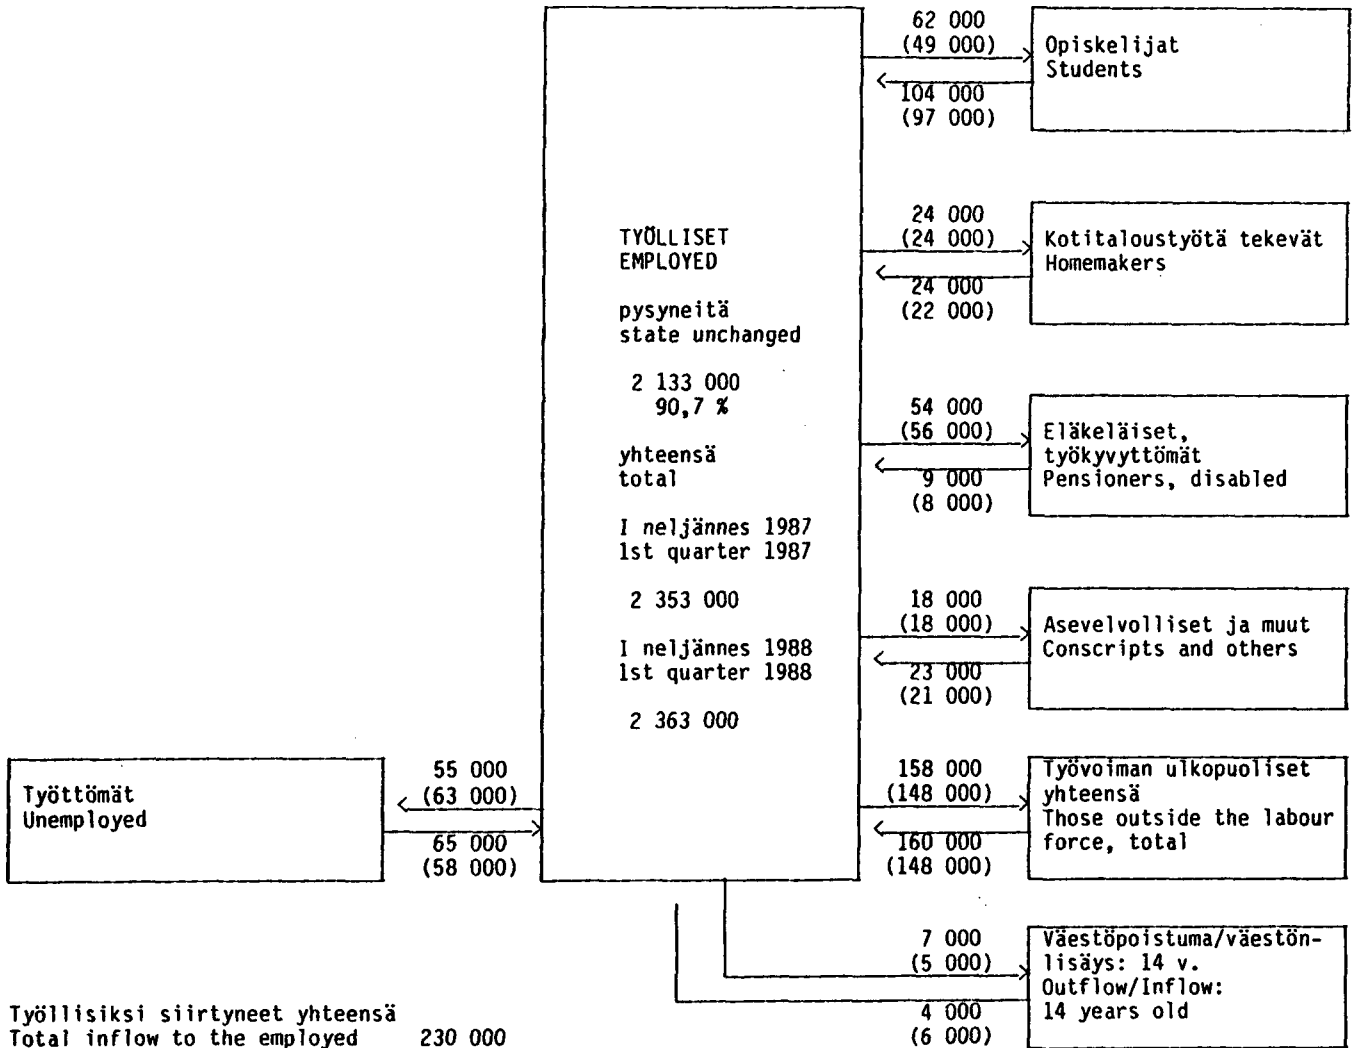 62 000
(49 000)
104 000
(97 000)
Opiskelijat
Students
24 000
(24 000)
24 000
(22 000)
Kotitaloustyötä tekevät
Homemakers
TYÖLLISET
EMPLOYED
pysyneitä
state unchanged
2 133 000
90,7 %
yhteensä
total
I neljännes 1987
1st quarter 1987
2 353 000
I neljännes 1988
1st quarter 1988
2 363 000
54 000
(56 000)
9 000
(8 000)
Eläkeläiset,
työkyvyttömät
Pensioners, disabled
18 000
(18 000)
23 000
(21 000)
Asevelvolliset ja muut
Conscripts and others
Työttömät
Unemployed
55 000
(63 000)
65 000
(58 000)
158 000
(148 000)
160 000
(148 000)
Työvoiman ulkopuoliset
yhteensä
Those outside the labour
force, total
7 000
(5 000)
4 000
(6 000)
Väestöpoistuma/väestön-
lisäys: 14 v.
Outflow/Inflow:
14 years old
Työllisiksi siirtyneet yhteensä
Total inflow to the employed 230 000